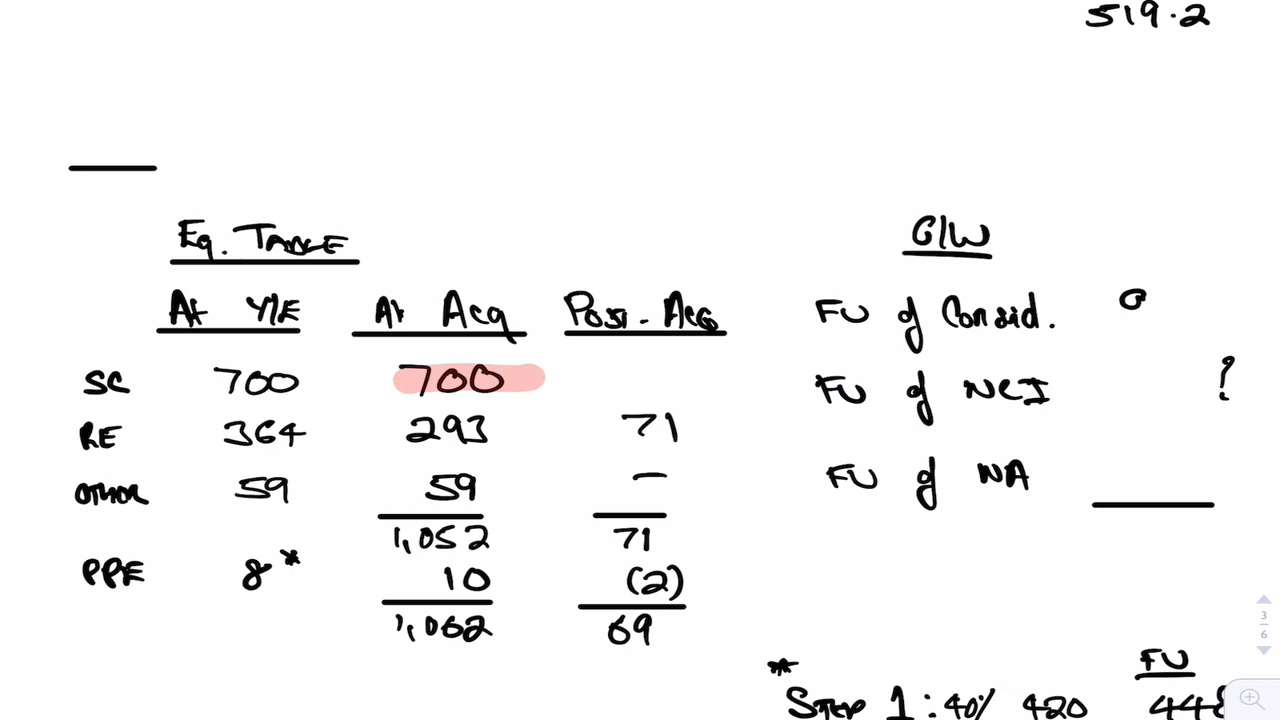 519.2
Eq. TABLE
G/W
At Y/E At Acq Post-Acq
FV of Consid.
SC 700 700
FV of NCI ?
RE 364 293 71
FV of NA
OTHER 59 59 –
1,052 71
PPE 8* 10 (2)
1,062 69
3
6
FV
* STEP 1: 40% 420 448